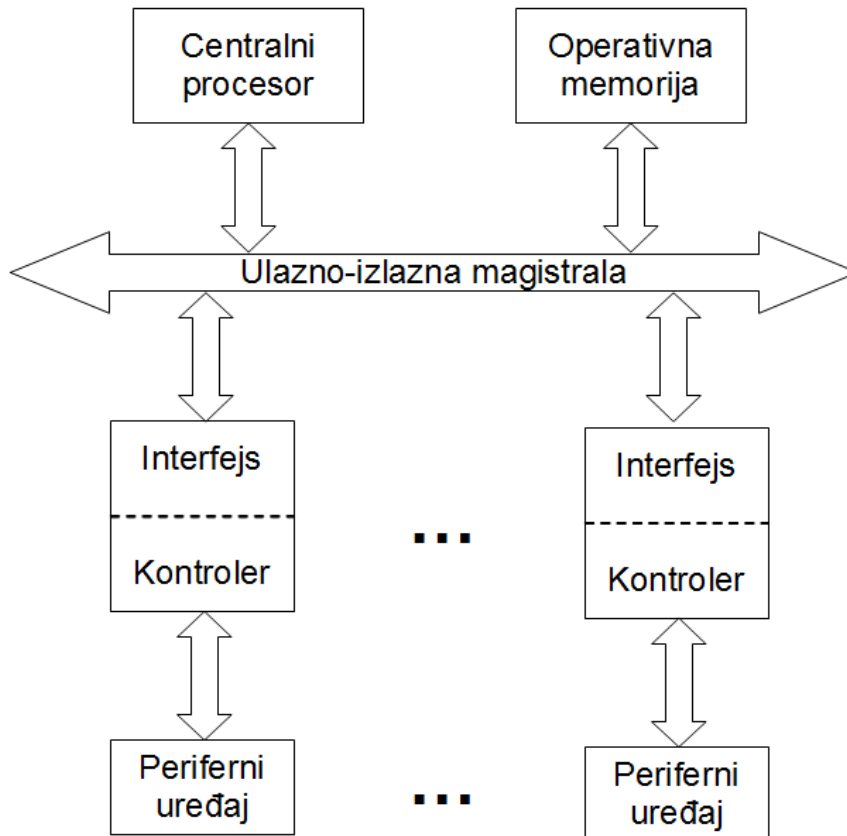 Centralni
procesor
Operativna
memorija
Ulazno-izlazna magistrala
Interfejs
Kontroler
...
Interfejs
Kontroler
Periferni
uređaj
...
Periferni
uređaj